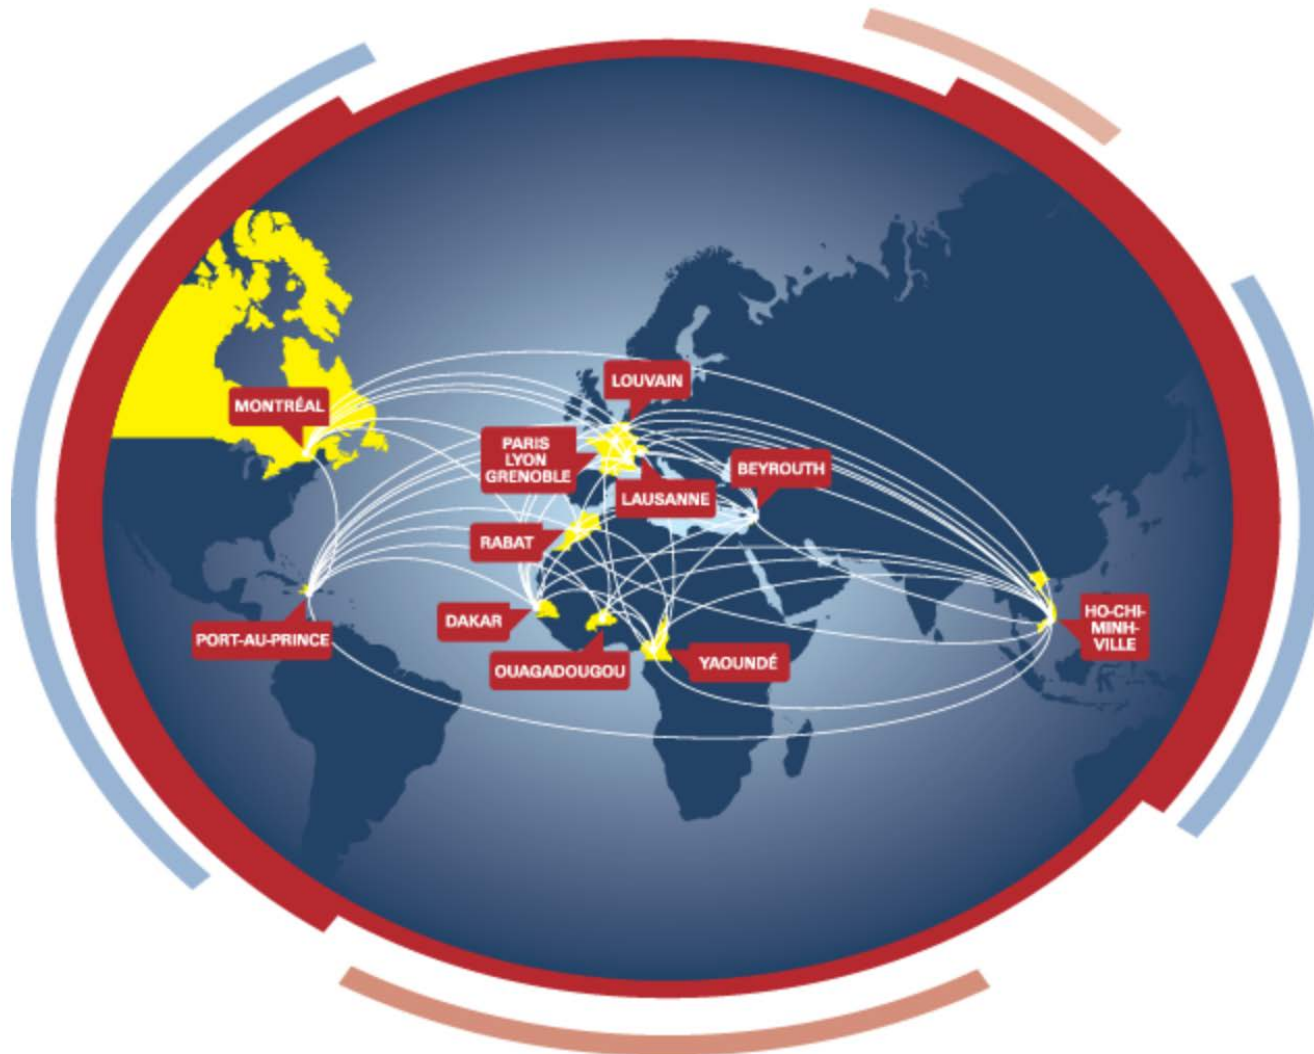 LOUVAIN
MONTRÉAL
PARIS
LYON
GRENOBLE
BEYROUTH
LAUSANNE
RABAT
DAKAR
PORT-AU-PRINCE
OUAGADOUGOU
YAOUNDÉ
HO-CHI-
MINH-
VILLE